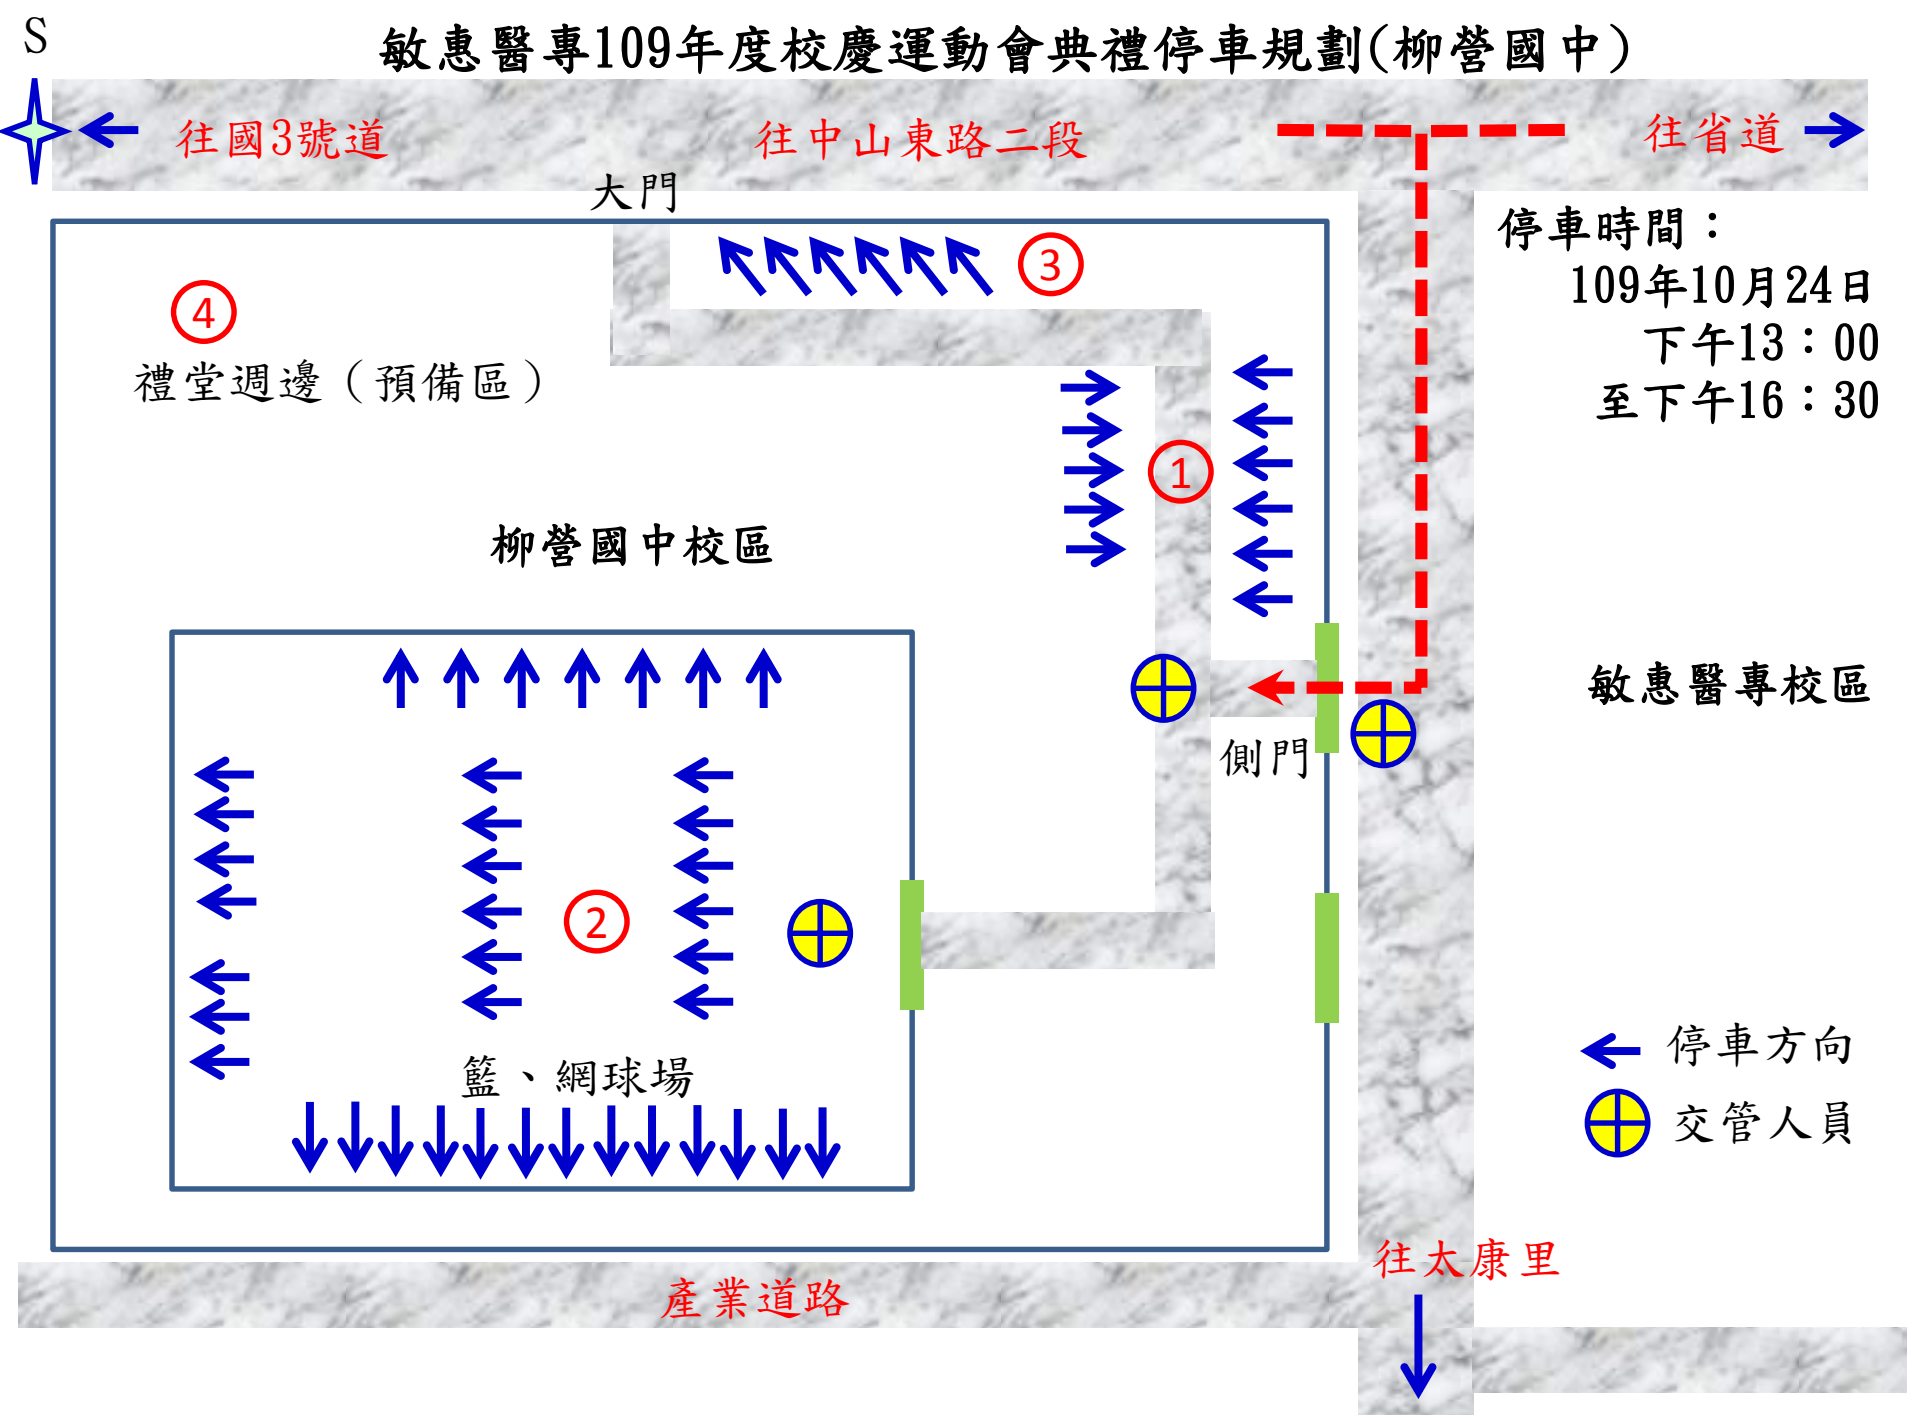 S
敏惠醫專109年度校慶運動會典禮停車規劃(柳營國中)
往國3號道
往中山東路二段
往省道
大門
停車時間：
109年10月24日
下午13：00
至下午16：30
③
④
禮堂週邊（預備區）
①
柳營國中校區
敏惠醫專校區
側門
②
籃、網球場
停車方向
交管人員
往太康里
產業道路